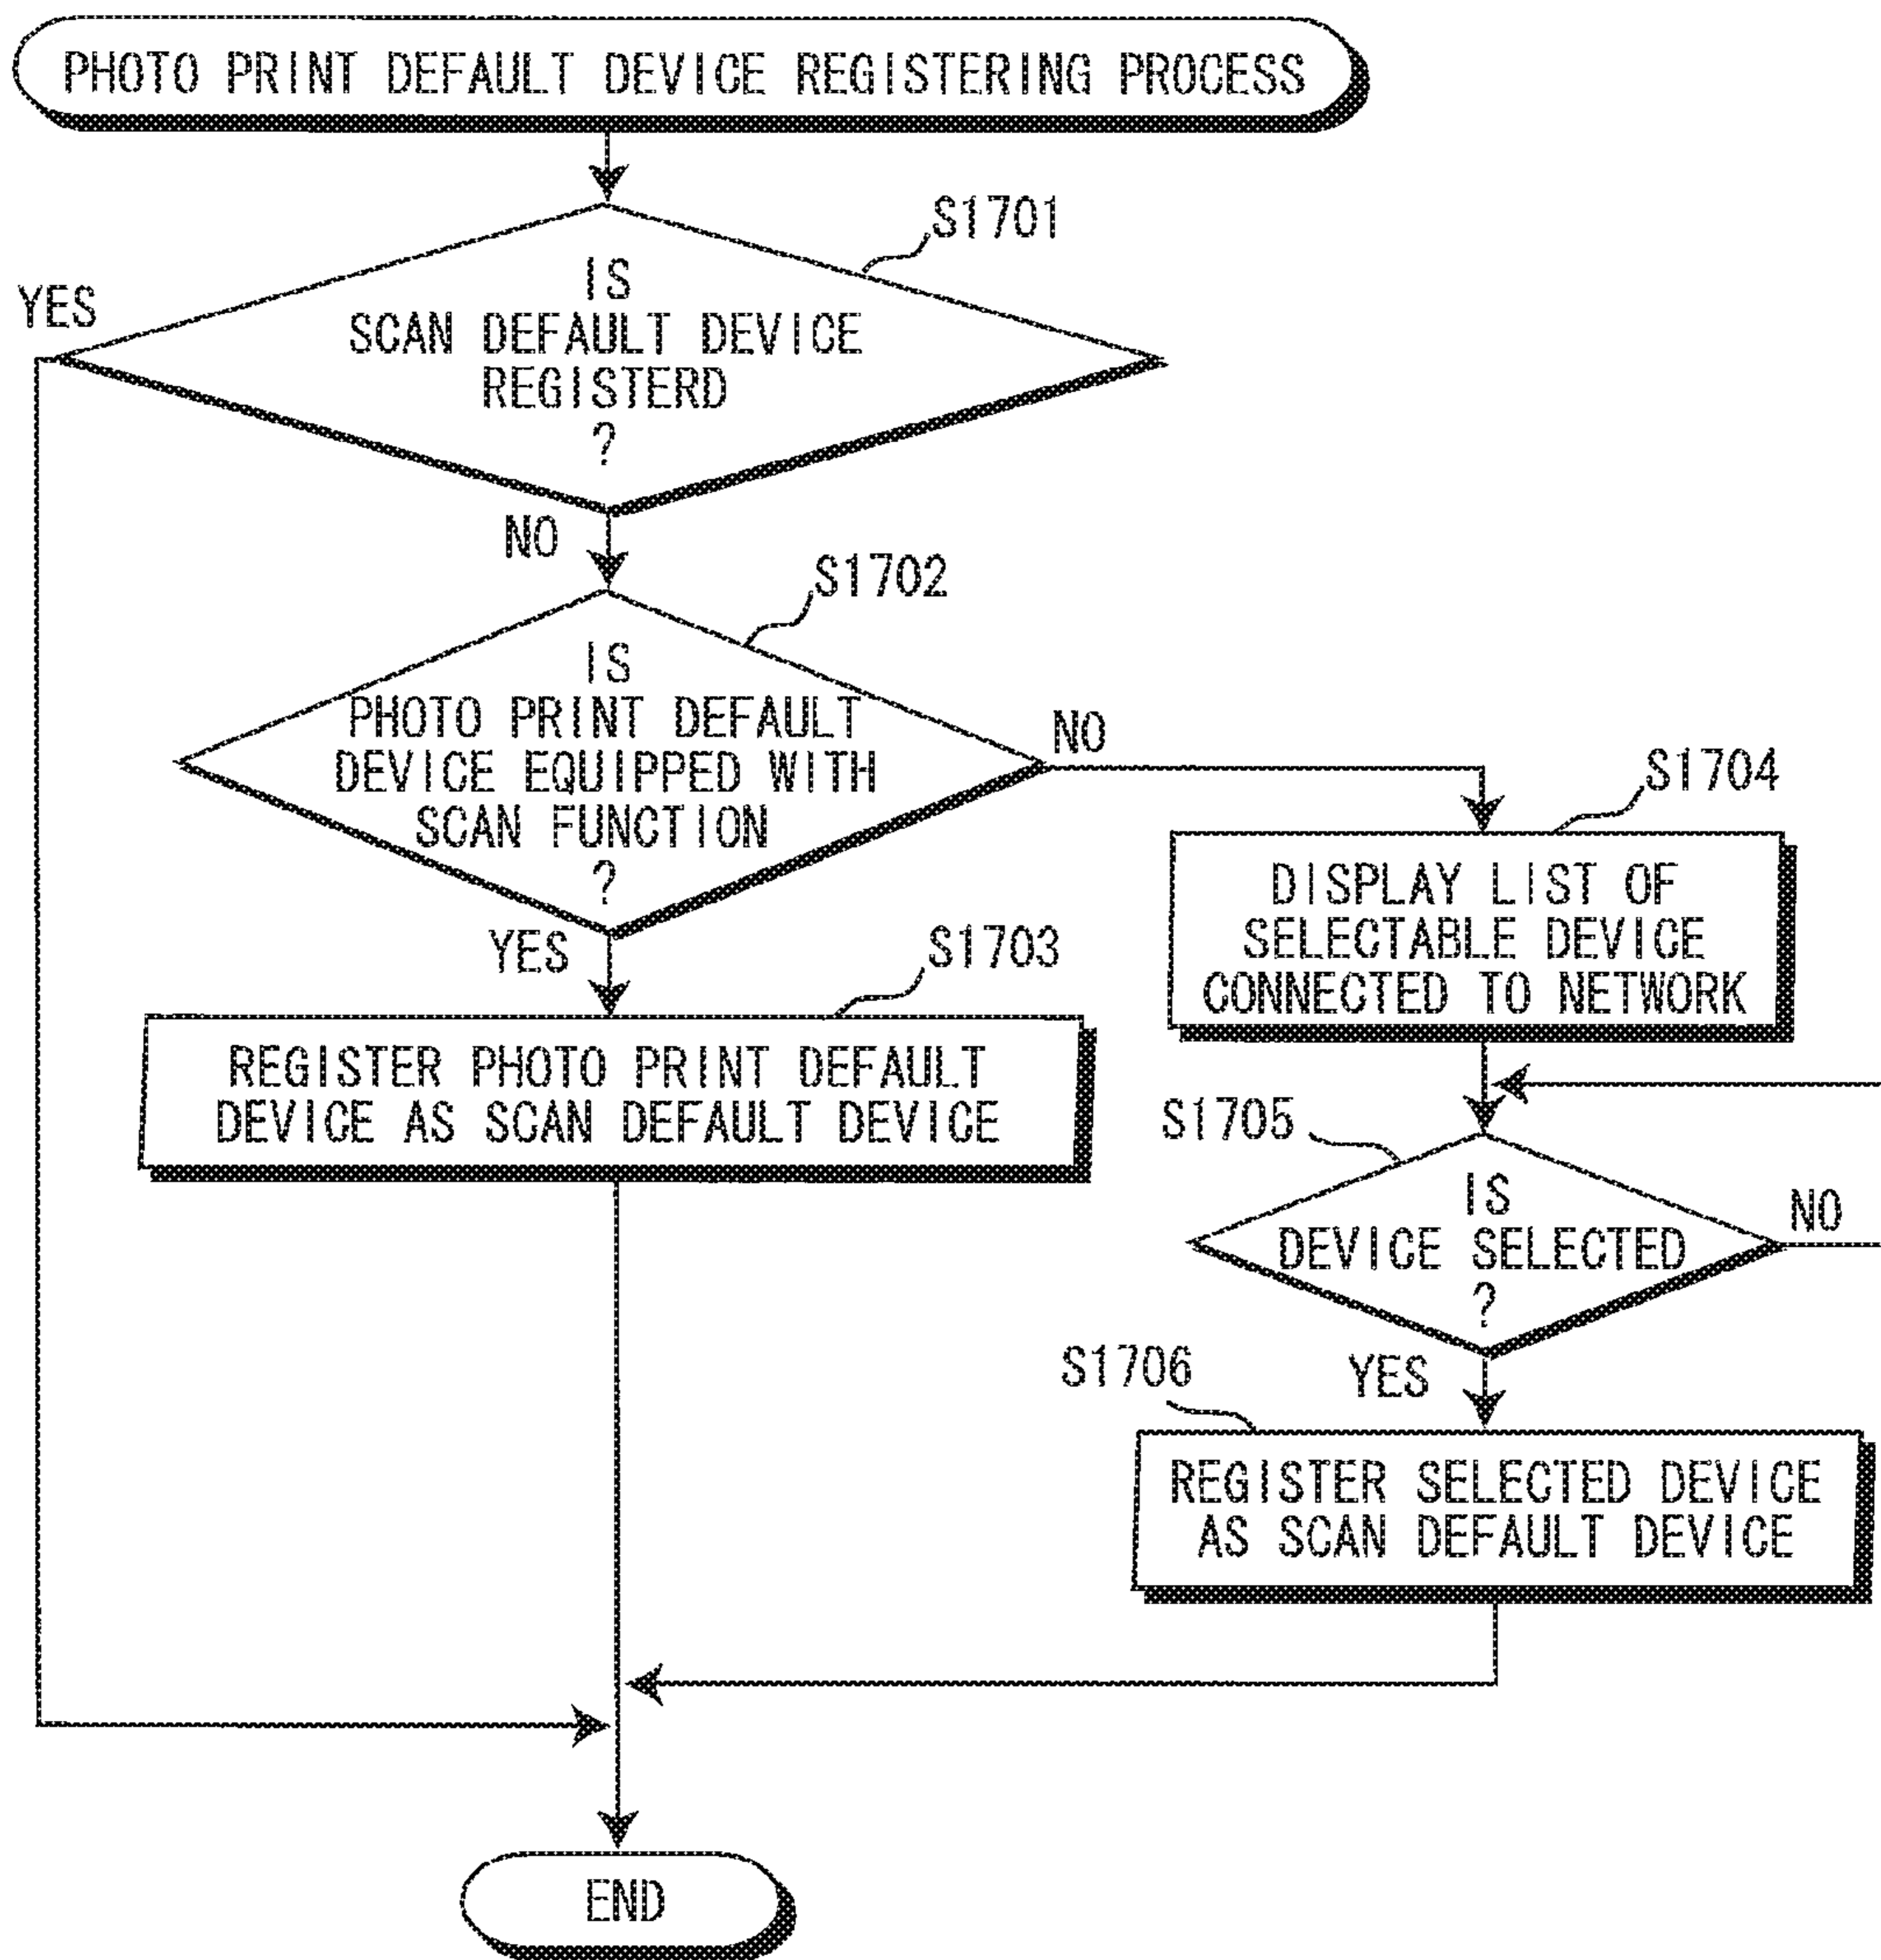 PHOTO PRINT DEFAULT DEVICE REGISTERING PROCESS
S1701
YES
IS
SCAN DEFAULT DEVICE
REGISTERD
?
NO
S1702
IS
PHOTO PRINT DEFAULT
DEVICE EQUIPPED WITH
SCAN FUNCTION
?
NO
S1704
DISPLAY LIST OF
SELECTABLE DEVICE
CONNECTED TO NETWORK
YES
S1703
REGISTER PHOTO PRINT DEFAULT
DEVICE AS SCAN DEFAULT DEVICE
S1705
IS
DEVICE SELECTED
?
NO
YES
S1706
REGISTER SELECTED DEVICE
AS SCAN DEFAULT DEVICE
END